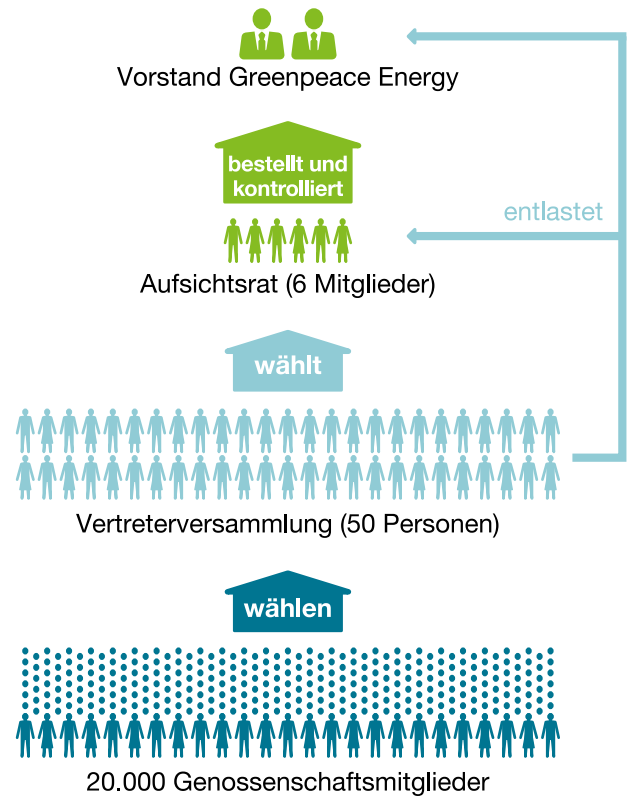 Vorstand Greenpeace Energy
bestellt und
kontrolliert
entlastet
Aufsichtsrat (6 Mitglieder)
wählt
Vertreterversammlung (50 Personen)
wählen
20.000 Genossenschaftsmitglieder